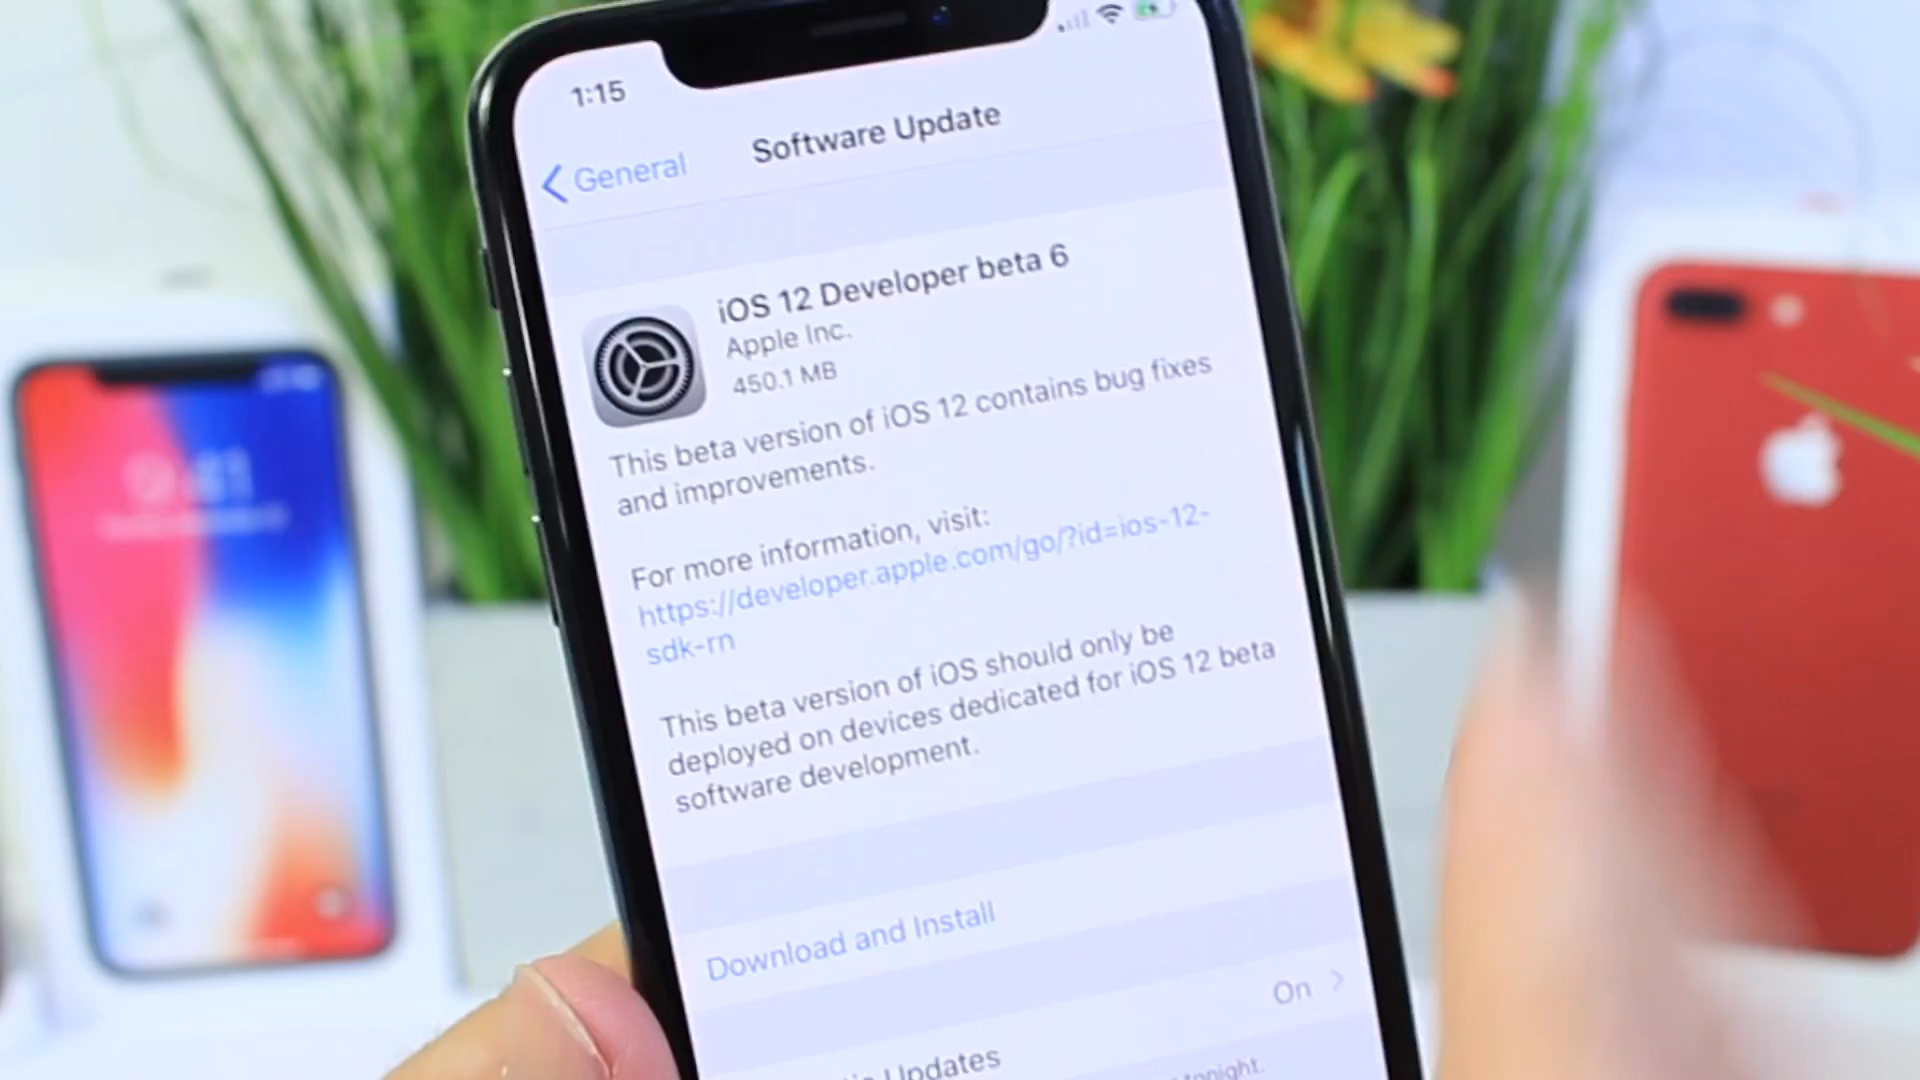 1:15
General
Software Update
iOS 12 Developer beta 6
Apple Inc.
450.1 MB
This beta version of iOS 12 contains bug fixes
and improvements.
For more information, visit:
https://developer.apple.com/go/?id=ios-12-
sdk-rn
This beta version of iOS should only be
deployed on devices dedicated for iOS 12 beta
software development.
Download and Install
On
Updates
tonight.